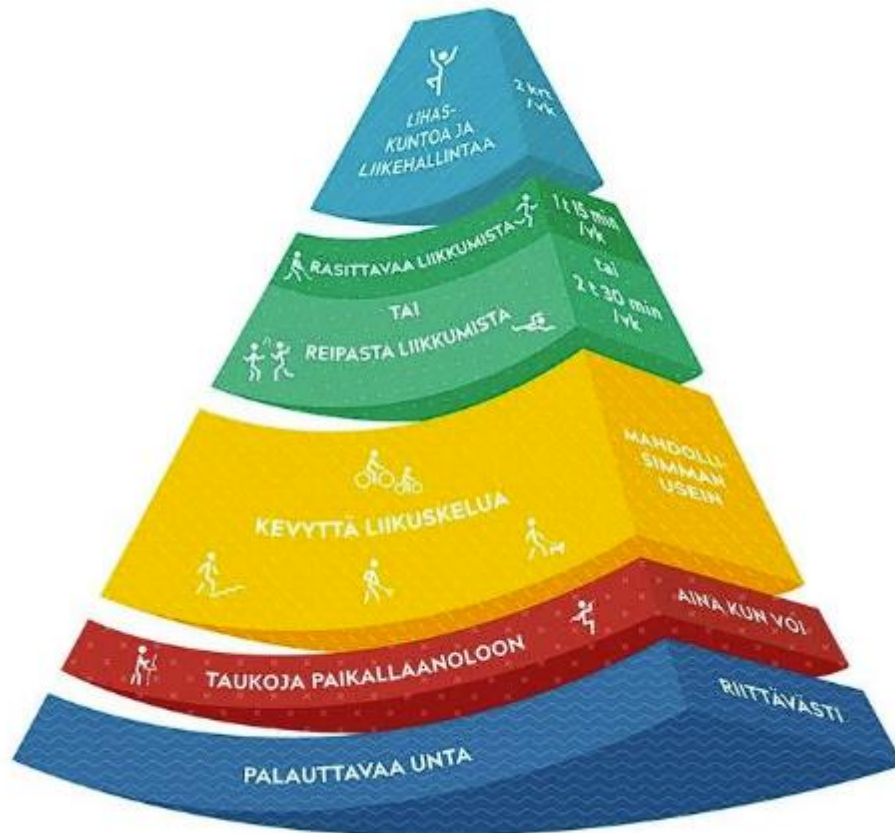 LIHAS-
KUNTOA JA
LIIKEHALLINTAA
2 krt
/vk
RASITTAVAA LIIKKUMISTA
1 t 15 min
/vk
TAI
tai
REIPASTA LIIKKUMISTA
2 t 30 min
/vk
KEVYTTÄ LIIKUSKELUA
MAHDOLLI-
SIMMAN
USEIN
TAUKOJA PAIKALLAANOLOON
AINA KUN VOI
PALAUTTAVAA UNTA
RIITTÄVÄSTI